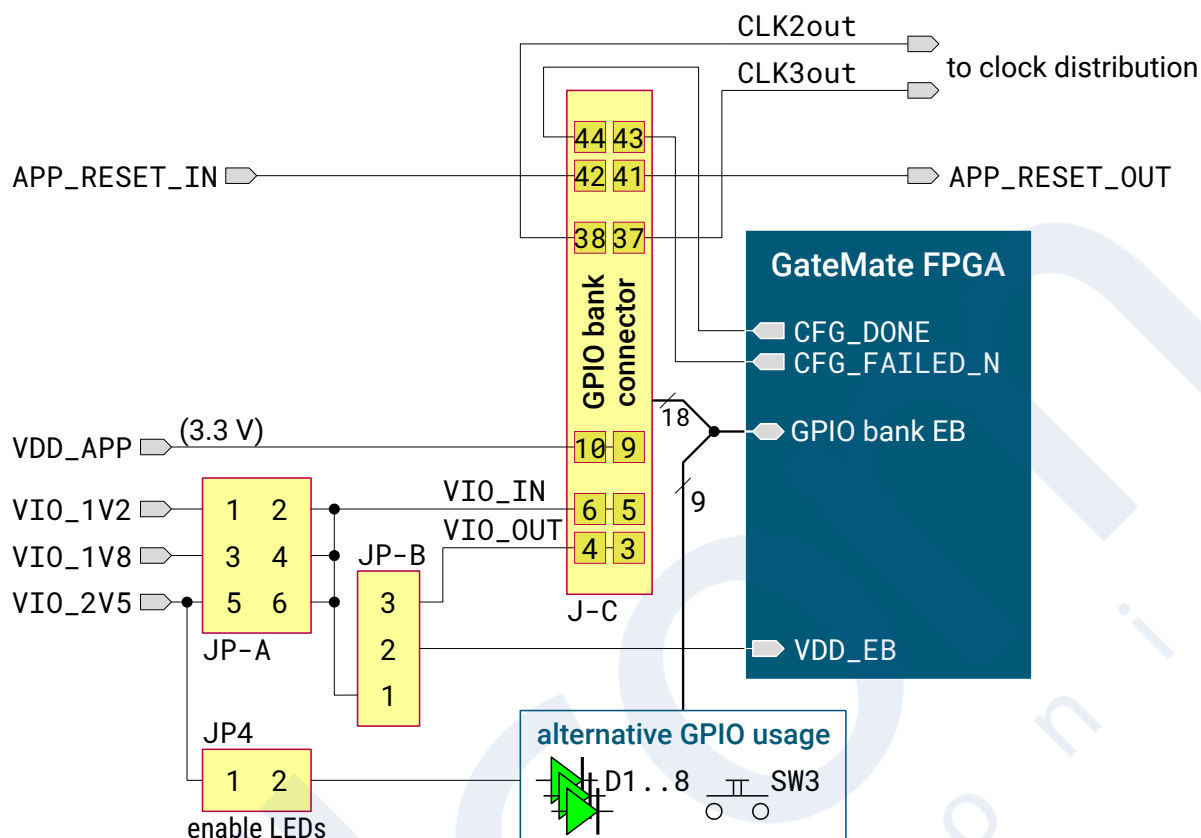 CLK2out
to clock distribution
CLK3out
44 43
APP_RESET_IN 42 41 APP_RESET_OUT
38 37
GateMate FPGA
GPIO bank
connector
CFG_DONE
CFG_FAILED_N
18
GPIO bank EB
(3.3 V)
VDD_APP 10 9
9
VIO_IN
VIO_1V2 1 2 6 5
VIO_OUT
VIO_1V8 3 4 4 3
JP-B
VIO_2V5 5 6 3
J-C
JP-A 2 VDD_EB
1
JP4
alternative GPIO usage
1 2 D1..8 SW3
enable LEDs